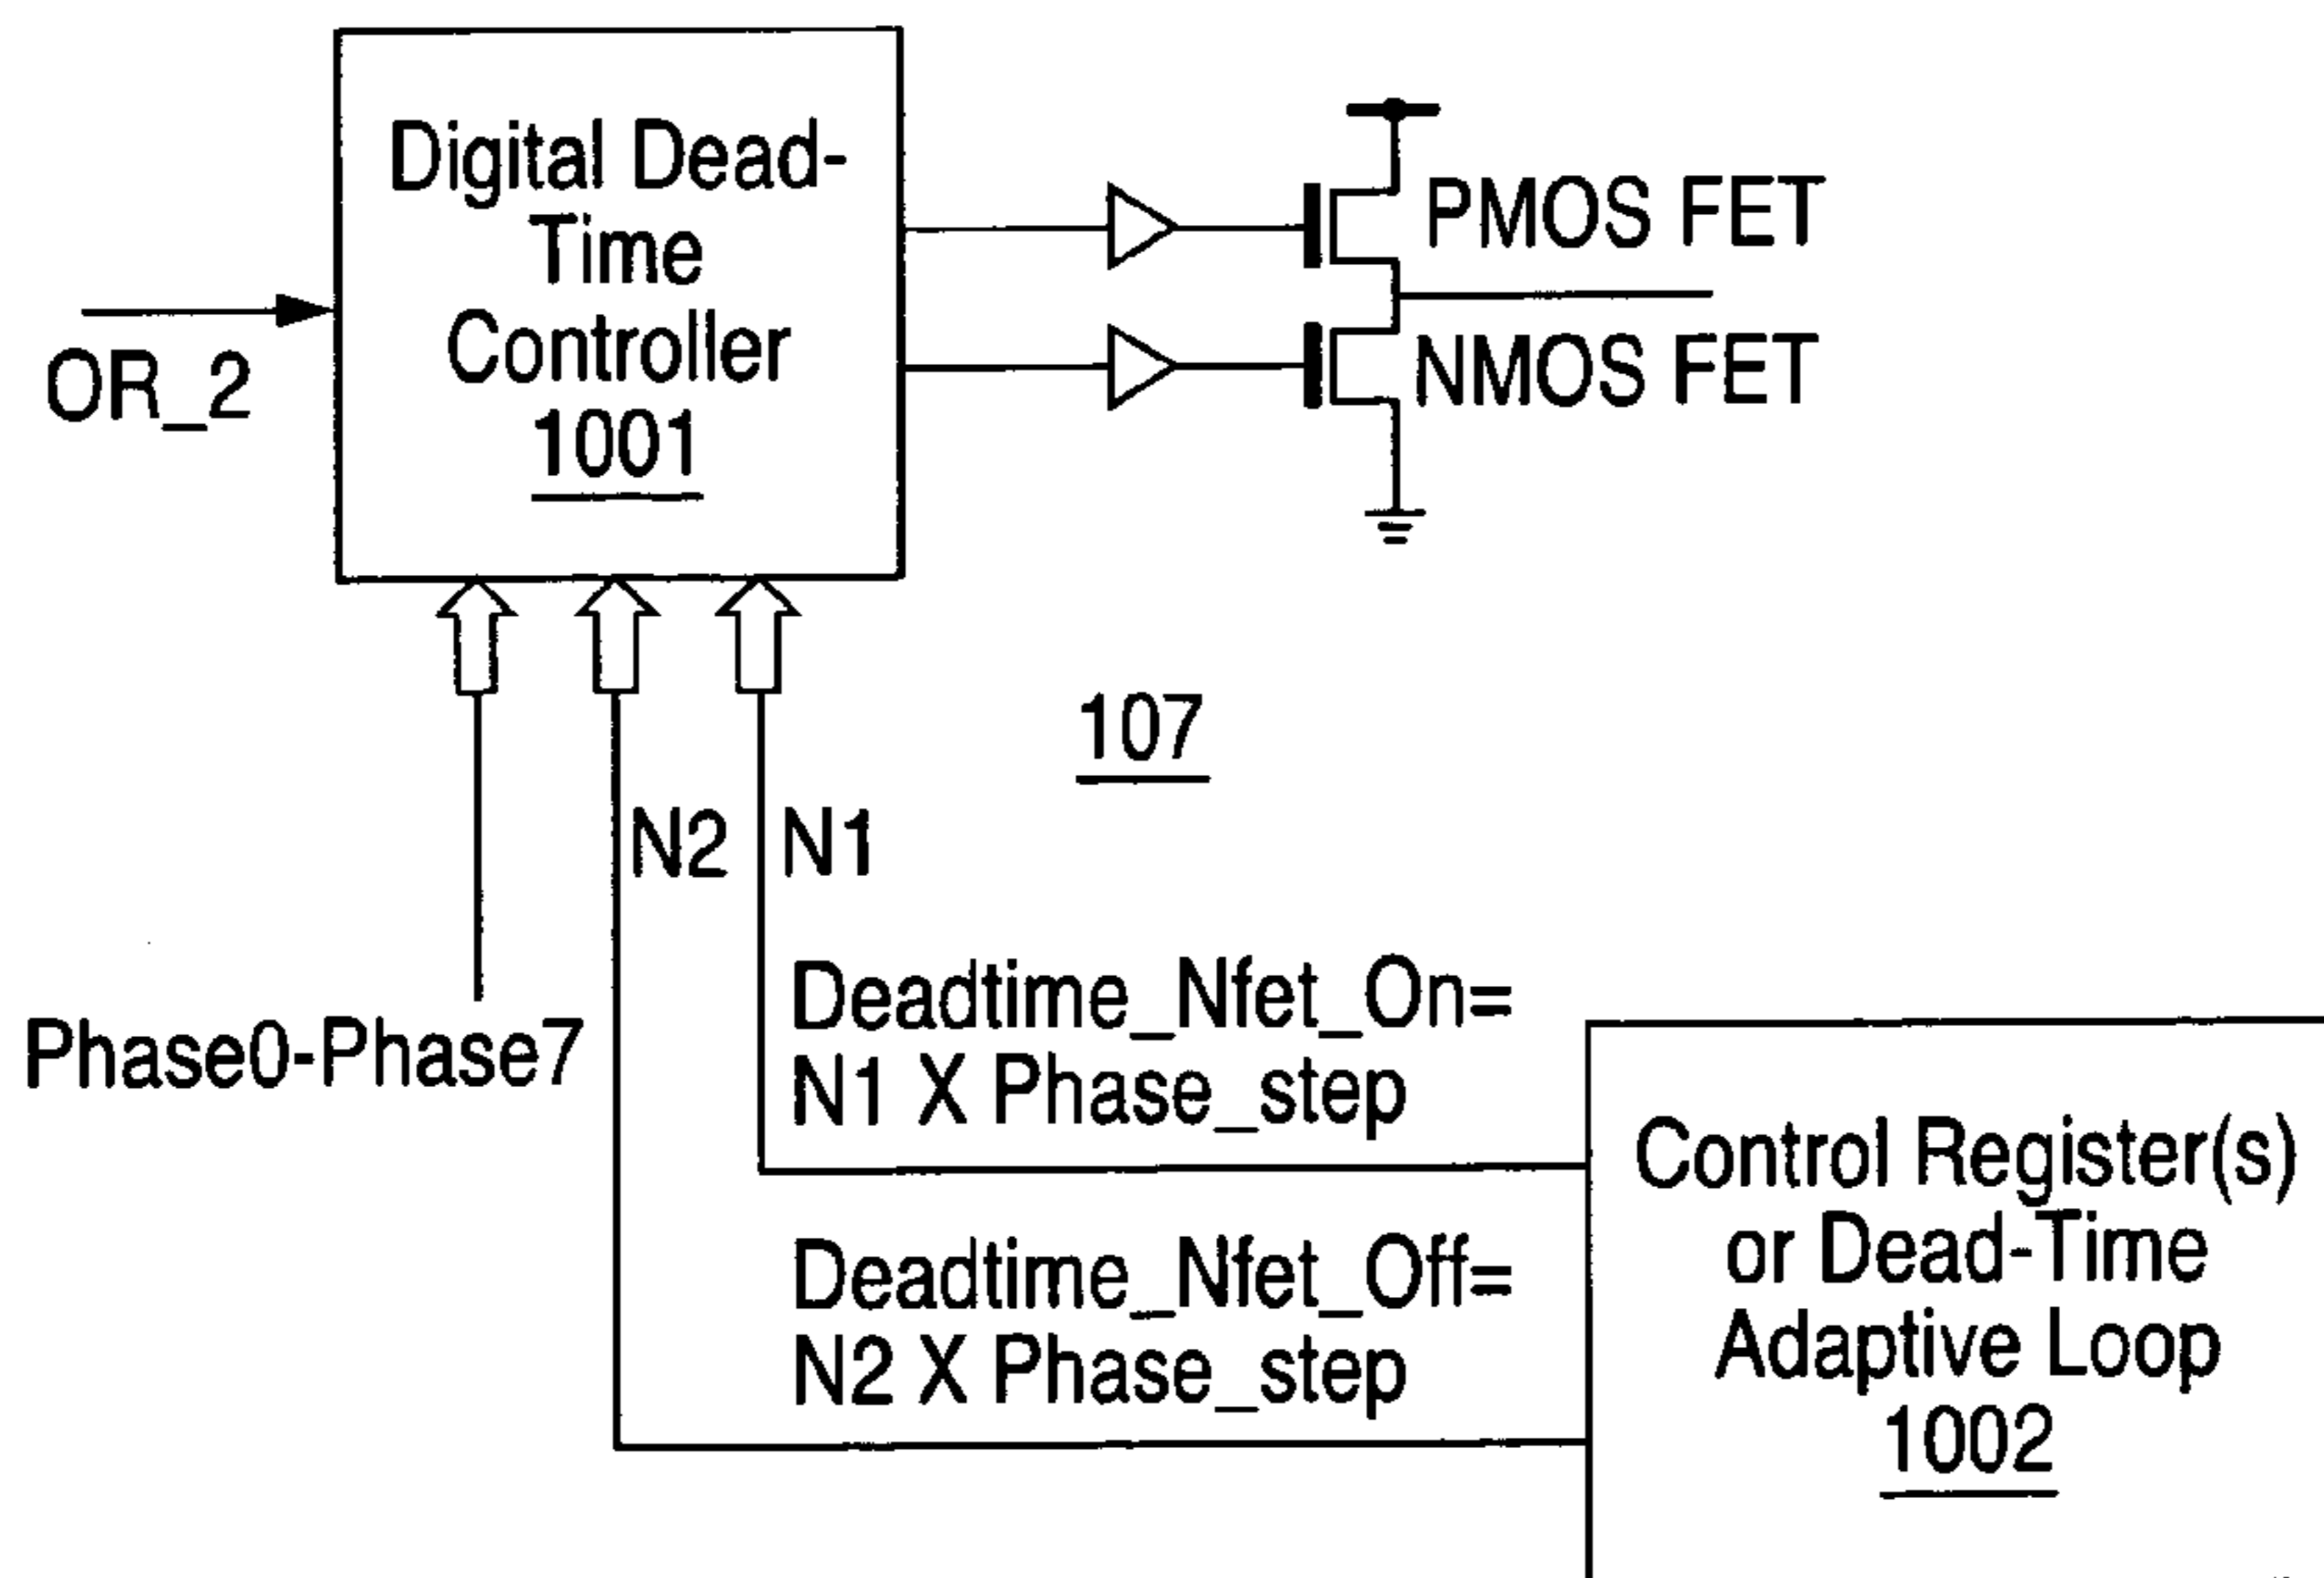 Digital Dead-
Time
Controller
1001
OR_2
PMOS FET
NMOS FET
107
N2
N1
Phase0-Phase7
Deadtime_Nfet_On=
N1 X Phase_step
Deadtime_Nfet_Off=
N2 X Phase_step
Control Register(s)
or Dead-Time
Adaptive Loop
1002